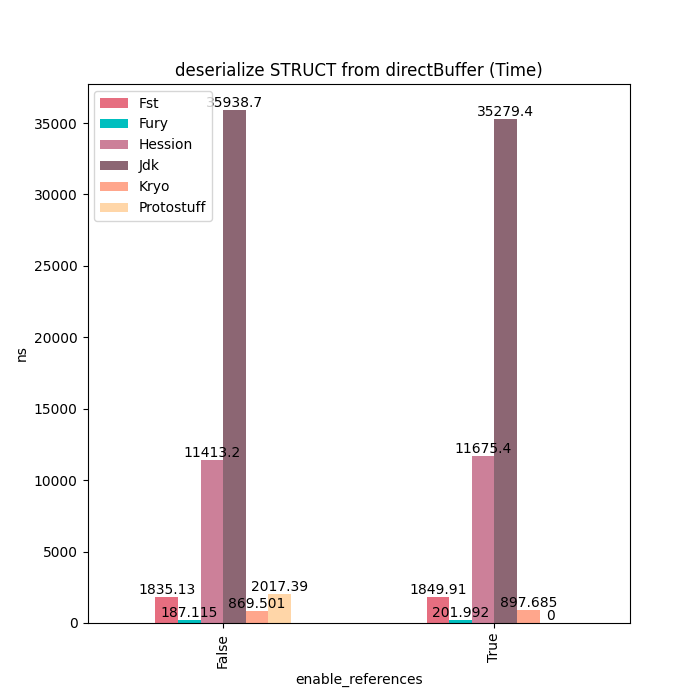 deserialize STRUCT from directBuffer (Time)
Fst
Fury
Hession
Jdk
Kryo
Protostuff
35938.7
35279.4
11413.2
11675.4
1835.13
187.115
869.501
2017.39
1849.91
201.992
897.685
0
35000
30000
25000
20000
15000
10000
5000
0
ns
False
True
enable_references